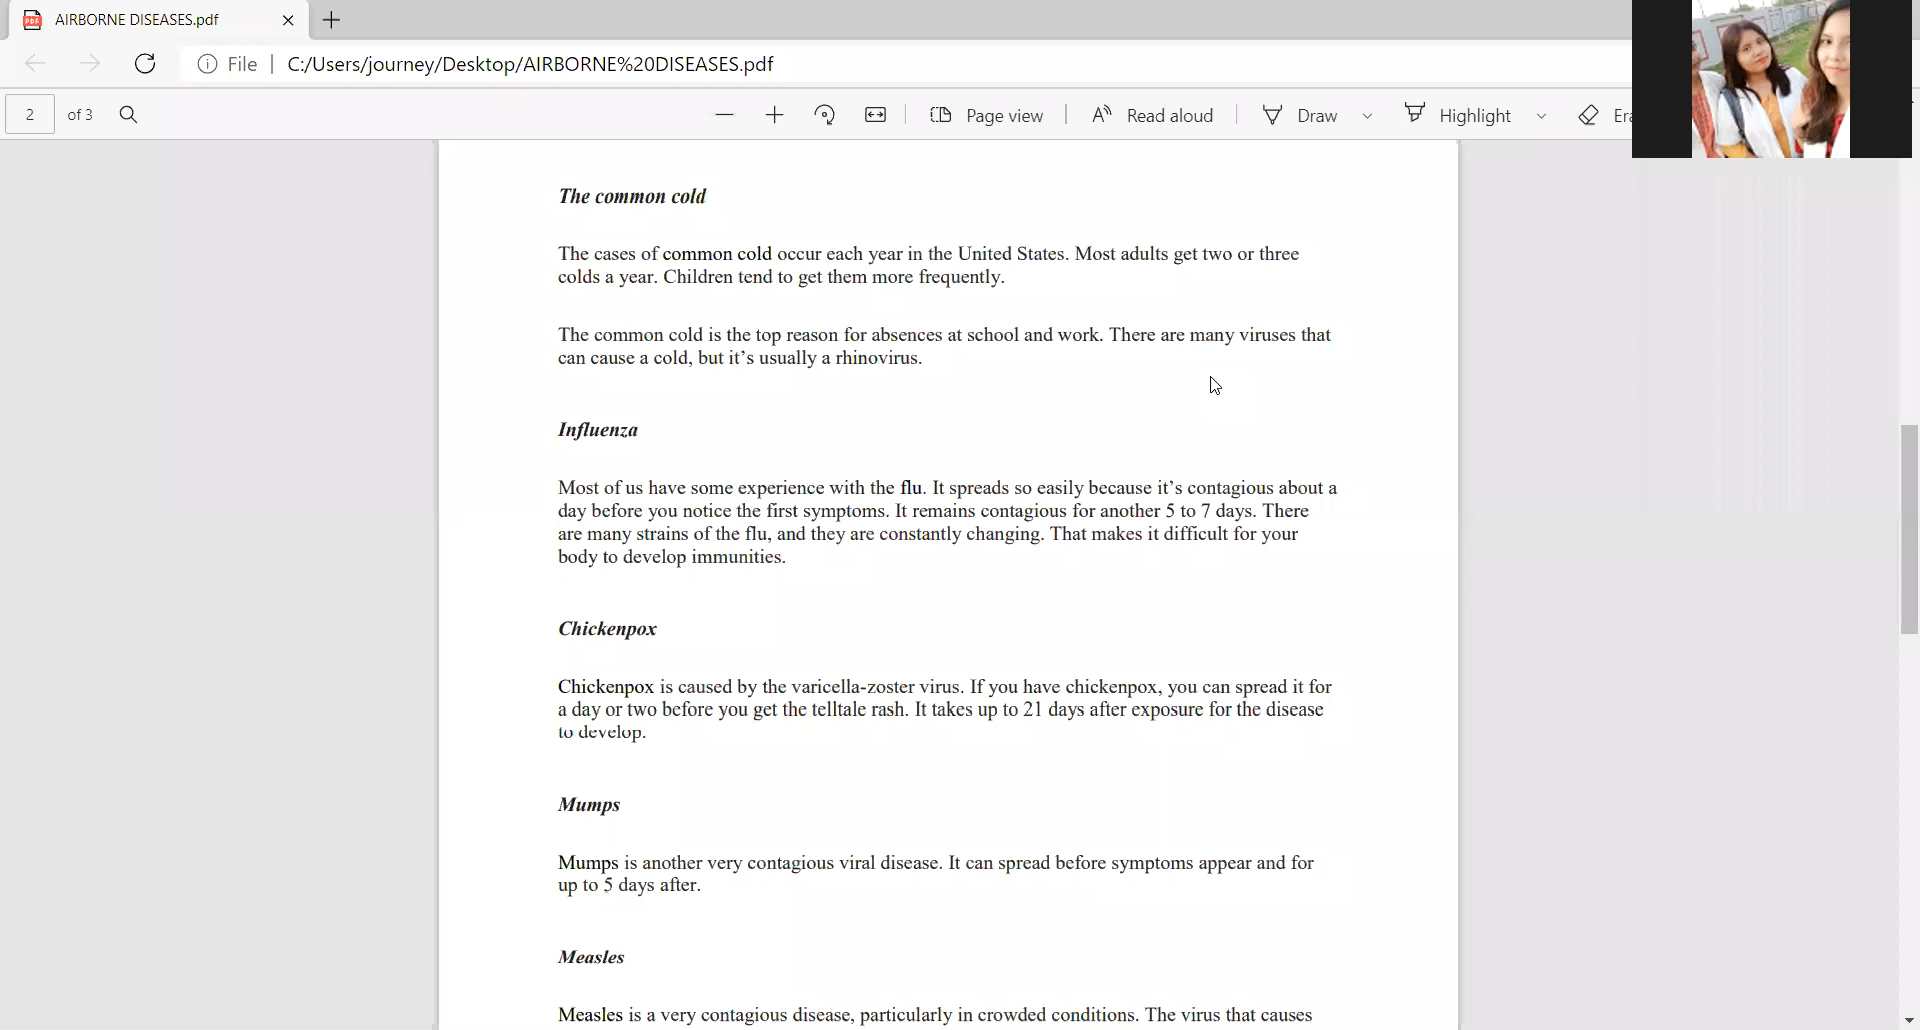 AIRBORNE DISEASES.pdf
File
C:/Users/journey/Desktop/AIRBORNE%20DISEASES.pdf
2 of 3
Page view
Read aloud
Draw
Highlight
The common cold
The cases of common cold occur each year in the United States. Most adults get two or three
colds a year. Children tend to get them more frequently.
The common cold is the top reason for absences at school and work. There are many viruses that
can cause a cold, but it's usually a rhinovirus.
Influenza
Most of us have some experience with the flu. It spreads so easily because it's contagious about a
day before you notice the first symptoms. It remains contagious for another 5 to 7 days. There
are many strains of the flu, and they are constantly changing. That makes it difficult for your
body to develop immunities.
Chickenpox
Chickenpox is caused by the varicella-zoster virus. If you have chickenpox, you can spread it for
a day or two before you get the telltale rash. It takes up to 21 days after exposure for the disease
to develop.
Mumps
Mumps is another very contagious viral disease. It can spread before symptoms appear and for
up to 5 days after.
Measles
Measles is a very contagious disease, particularly in crowded conditions. The virus that causes